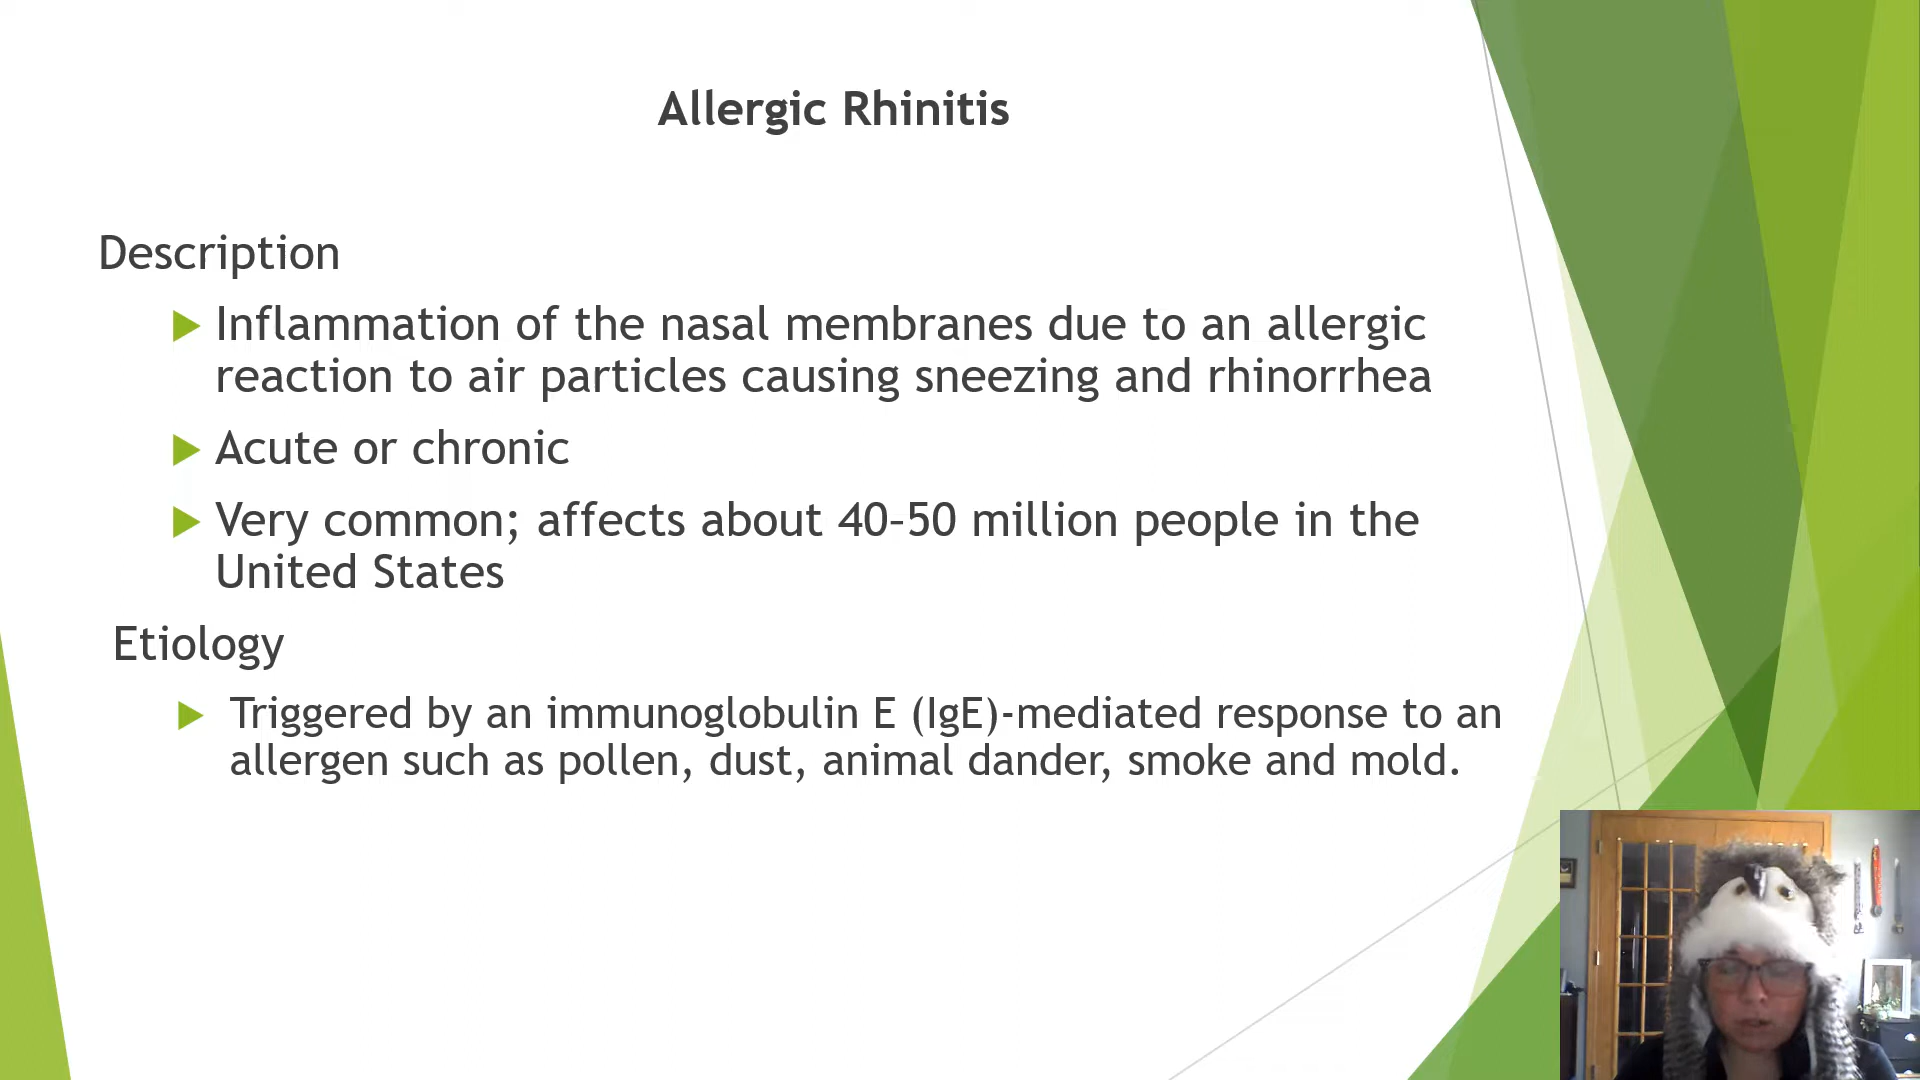 Allergic Rhinitis
Description
Inflammation of the nasal membranes due to an allergic
reaction to air particles causing sneezing and rhinorrhea
Acute or chronic
Very common; affects about 40–50 million people in the
United States
Etiology
Triggered by an immunoglobulin E (IgE)-mediated response to an
allergen such as pollen, dust, animal dander, smoke and mold.